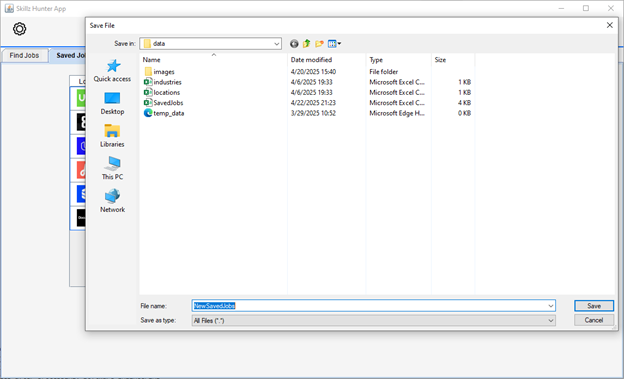 Skillz Hunter App
Find Jobs
Saved Jo
Lo
Save File
Save in:
data
Name
Date modified
Type
Size
images
4/20/2025 15:40
File folder
industries
4/6/2025 19:33
Microsoft Excel C...
1 KB
locations
4/6/2025 19:33
Microsoft Excel C...
1 KB
SavedJobs
4/22/2025 21:23
Microsoft Excel C...
4 KB
temp_data
3/29/2025 10:52
Microsoft Edge H...
0 KB
Quick access
Desktop
Libraries
This PC
Network
File name:
NewSavedJobs
Save
Save as type:
All Files (*.*)
Cancel